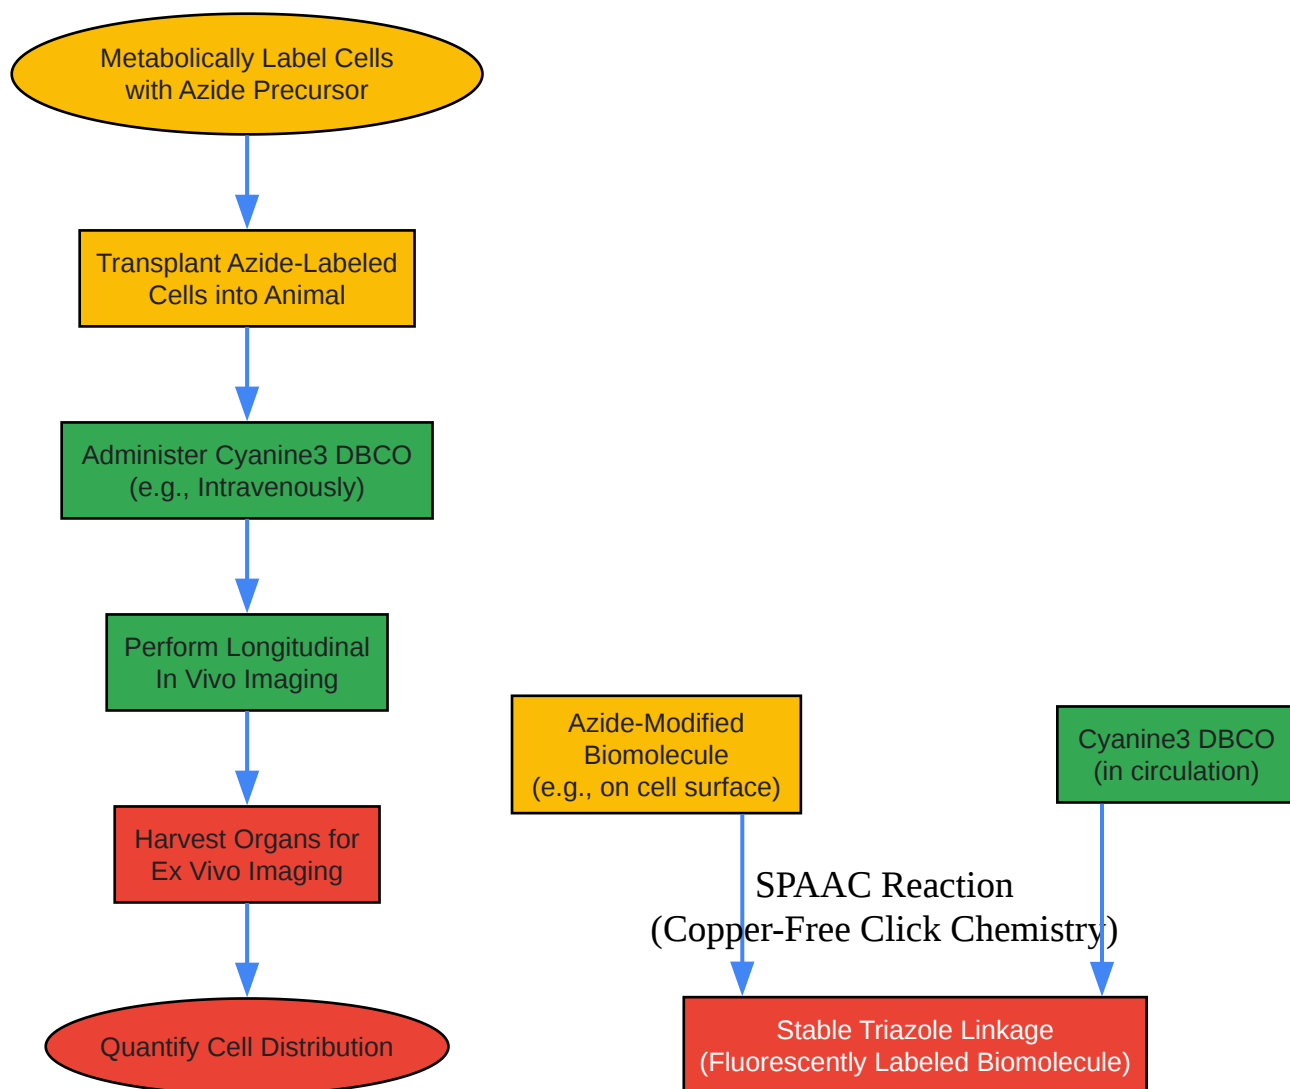 Metabolically Label Cells
with Azide Precursor
Transplant Azide-Labeled
Cells into Animal
Administer Cyanine3 DBCO
(e.g., Intravenously)
Perform Longitudinal
In Vivo Imaging
Harvest Organs for
Ex Vivo Imaging
Quantify Cell Distribution
Azide-Modified
Biomolecule
(e.g., on cell surface)
Cyanine3 DBCO
(in circulation)
SPAAC Reaction
(Copper-Free Click Chemistry)
Stable Triazole Linkage
(Fluorescently Labeled Biomolecule)